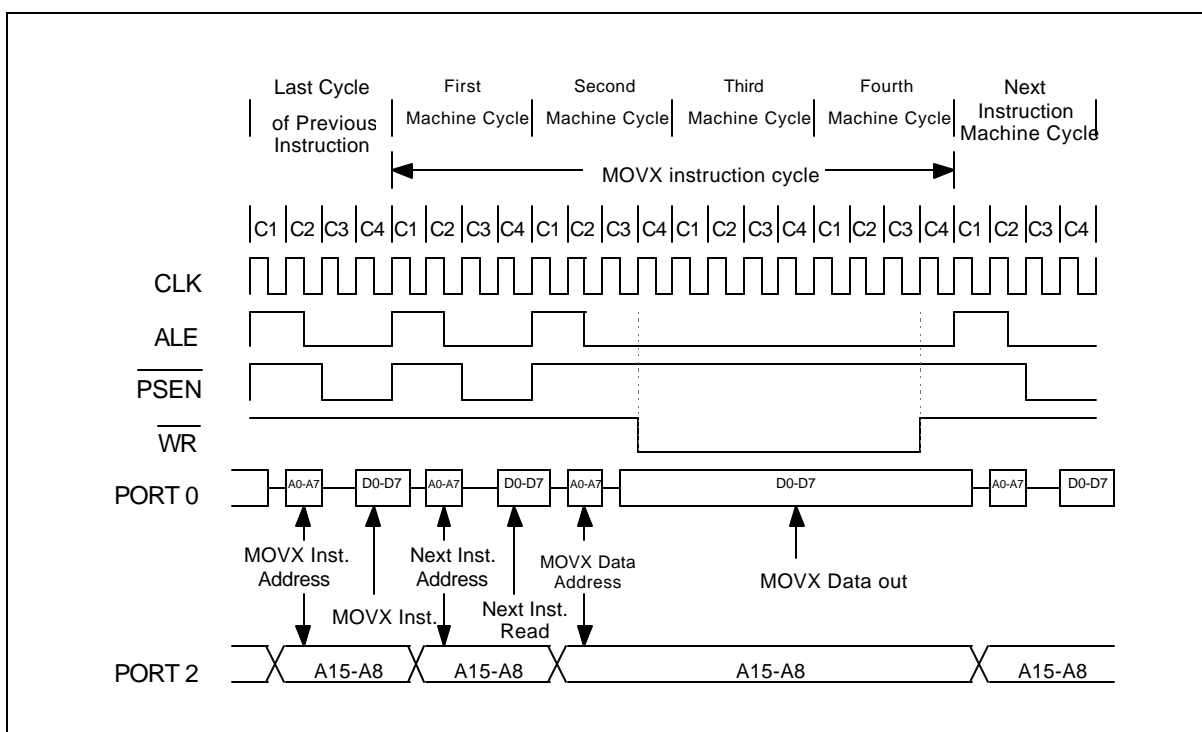 Last Cycle
of Previous
Instruction
First
Machine Cycle
Second
Machine Cycle
Third
Machine Cycle
Fourth
Machine Cycle
Next
Instruction
Machine Cycle
MOVX instruction cycle
C1 C2 C3 C4 C1 C2 C3 C4 C1 C2 C3 C4 C1 C2 C3 C4 C1 C2 C3 C4 C1 C2 C3 C4
CLK
ALE
PSEN
WR
PORT 0
A0-A7 D0-D7 A0-A7 D0-D7 A0-A7 D0-D7 A0-A7 D0-D7
MOVX Inst.
Address
MOVX Inst.
Next Inst.
Address
Next Inst.
Read
MOVX Data
Address
MOVX Data out
PORT 2
A15-A8 A15-A8 A15-A8 A15-A8